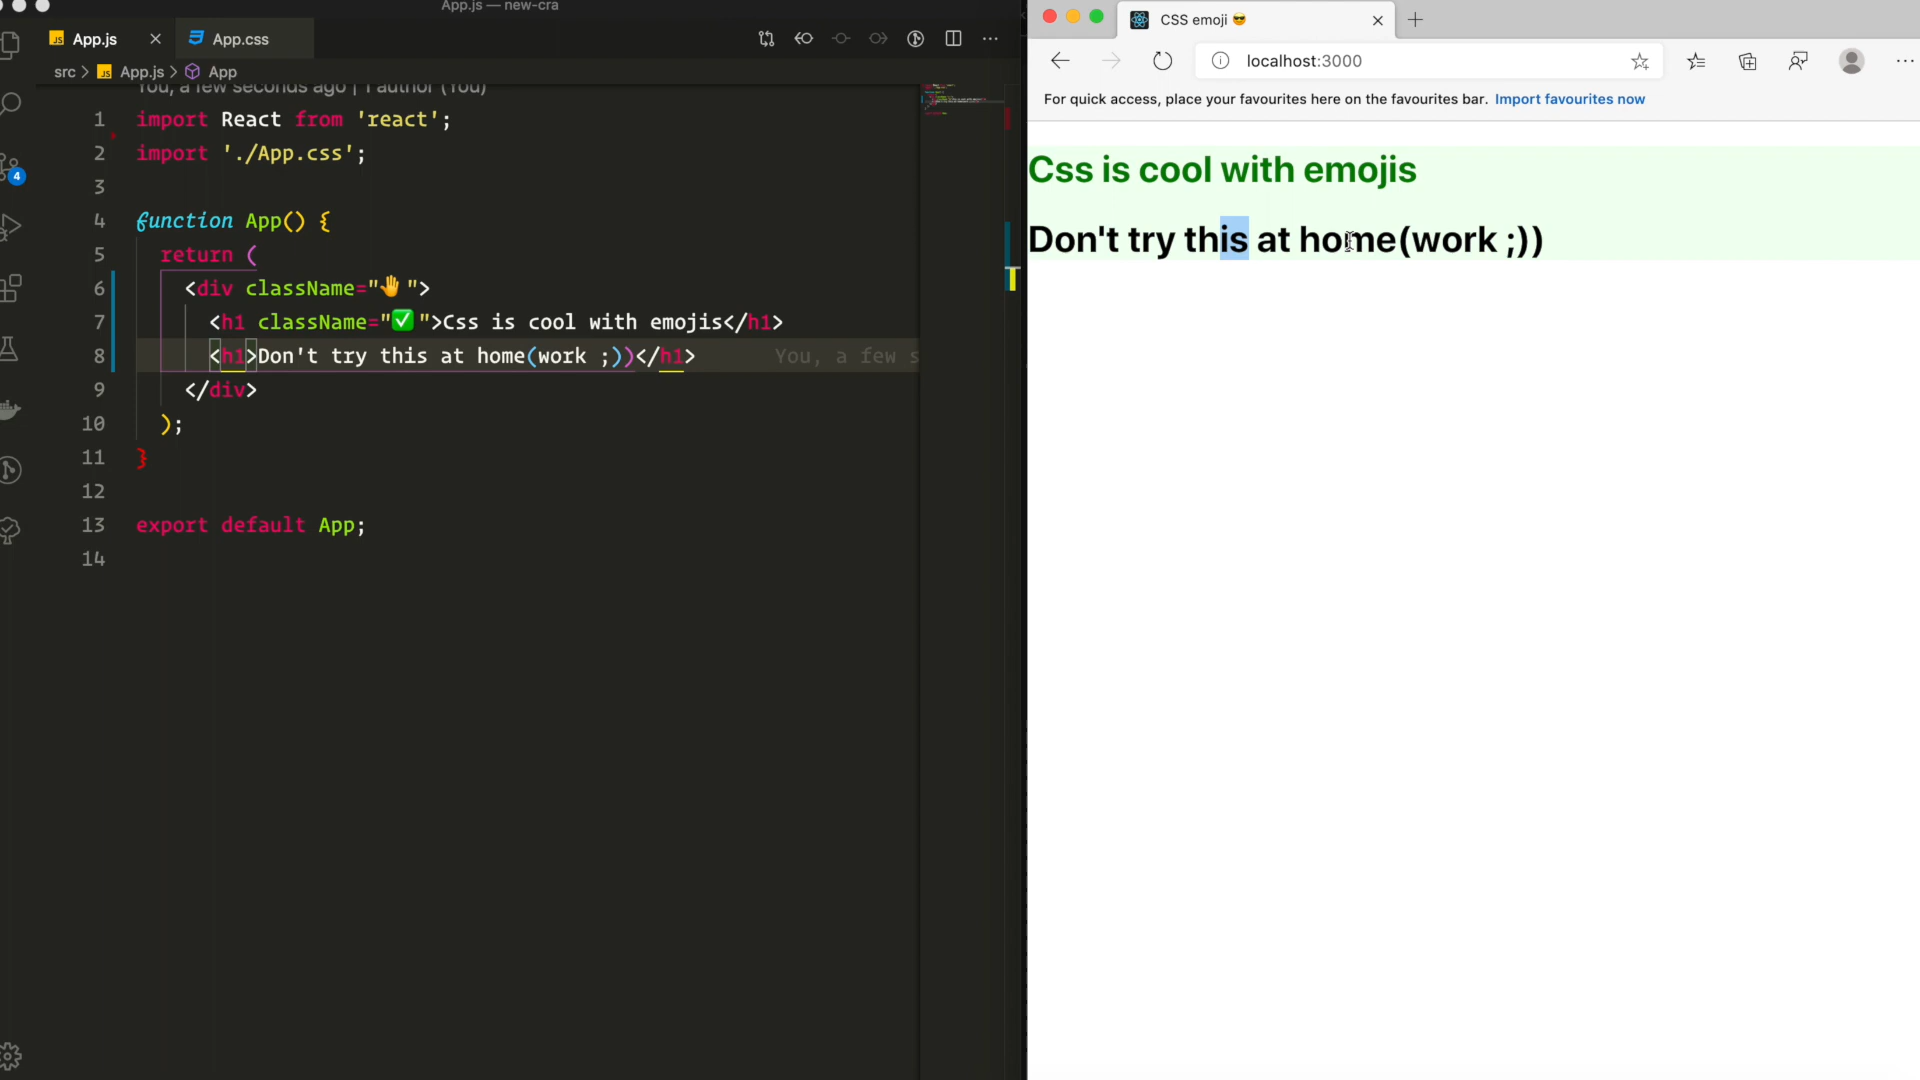 App.js — new-cra
App.js
App.css
src > App.js > App
You, a few seconds ago | 1 author (You)
1 import React from 'react';
2 import './App.css';
3
4 function App() {
5 return (
6 <div className="🤚 ">
7 <h1 className="✅ ">Css is cool with emojis</h1>
8 <h1>Don't try this at home(work ;))</h1> You, a few s
9 </div>
10 );
11 }
12
13 export default App;
14
4
CSS emoji 😎
localhost:3000
For quick access, place your favourites here on the favourites bar. Import favourites now
Css is cool with emojis
Don't try this at home(work ;))